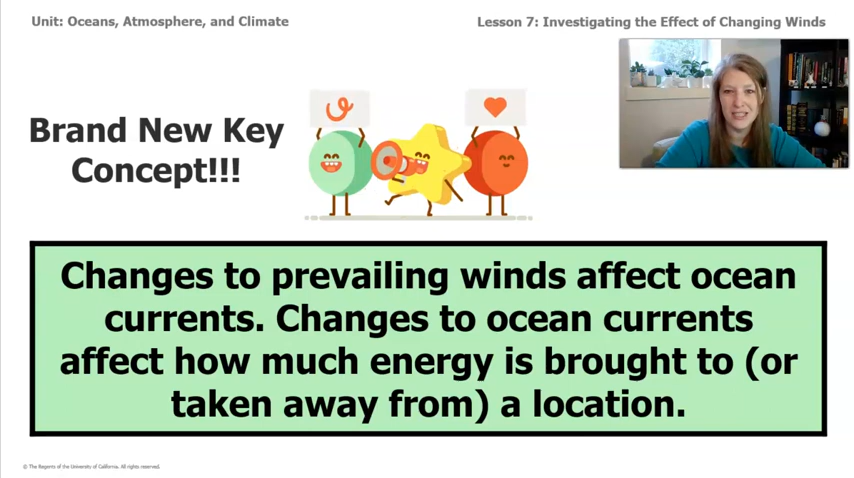 Unit: Oceans, Atmosphere, and Climate
Lesson 7: Investigating the Effect of Changing Winds
Brand New Key
Concept!!!
Changes to prevailing winds affect ocean
currents. Changes to ocean currents
affect how much energy is brought to (or
taken away from) a location.
© The Regents of the University of California. All rights reserved.